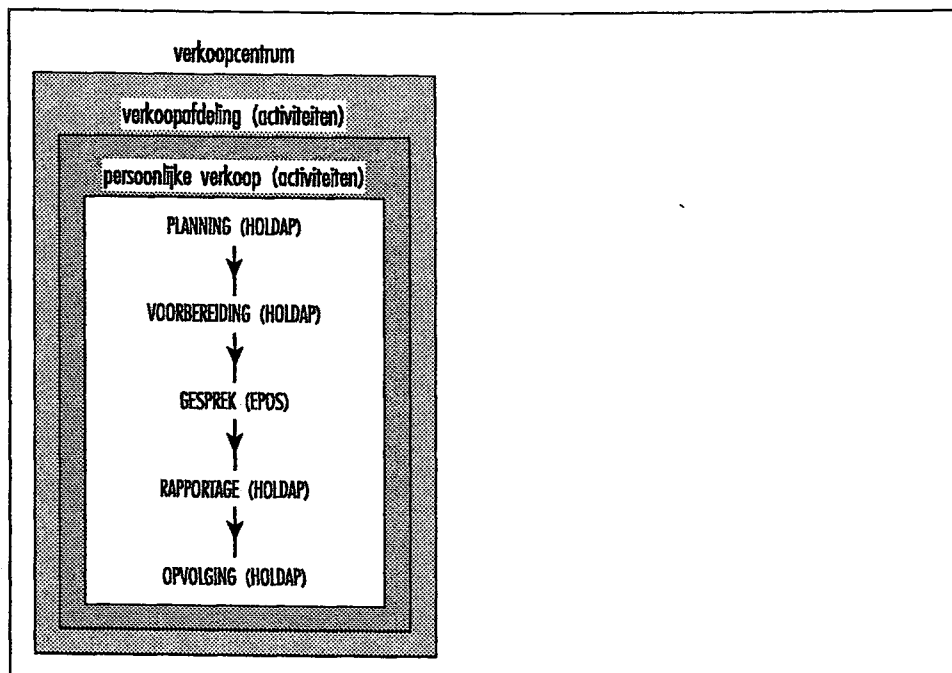 verkoopcentrum
verkoopafdeling (activiteiten)
persoonlijke verkoop (activiteiten)
PLANNING (HOLDAP)
VOORBEREIDING (HOLDAP)
GESPREK (EPOS)
RAPPORTAGE (HOLDAP)
OPVOLGING (HOLDAP)